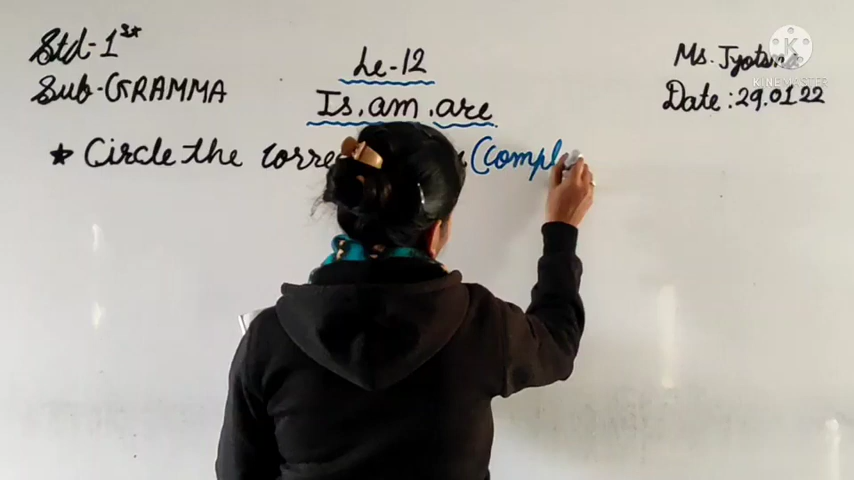 Std-1st
Sub-GRAMMA
Le-12
Is.am.are
Ms. Jyotsna
Date:29.01.22
★ Circle the (compl
KINEMASTER